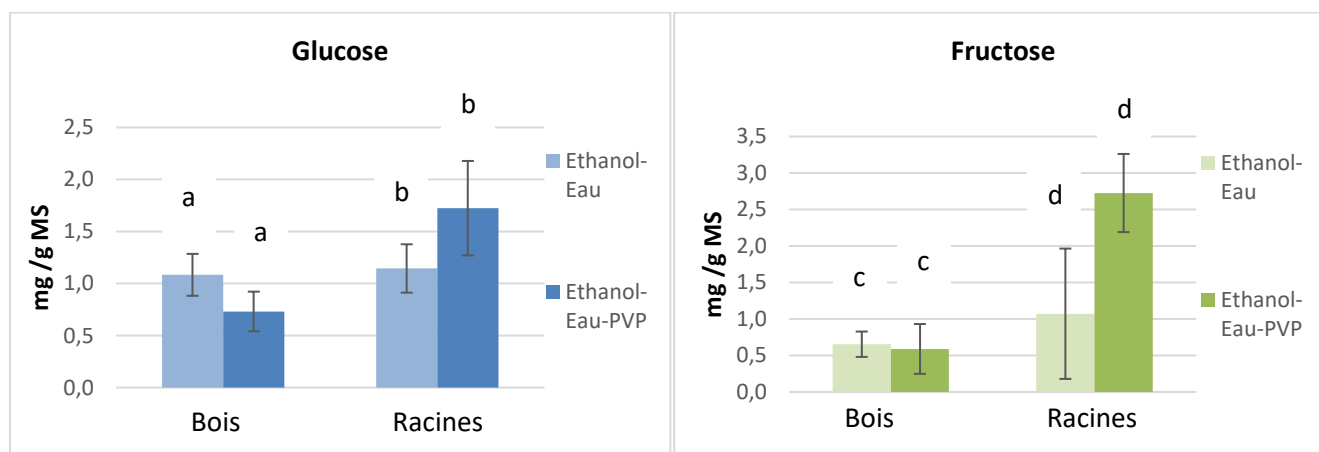 Glucose
b
2,5
a
b
2,0
a
1,5
1,0
0,5
0,0
mg /g MS
Bois
Racines
Ethanol-
Eau
Ethanol-
Eau-PVP
Fructose
d
3,5
3,0
d
2,5
2,0
c
c
1,5
1,0
0,5
0,0
mg /g MS
Bois
Racines
Ethanol-
Eau
Ethanol-
Eau-PVP